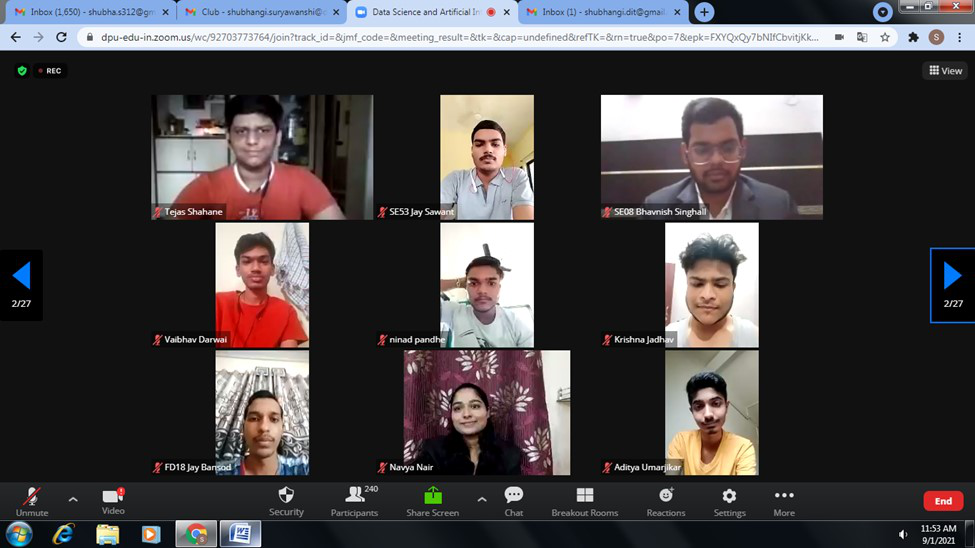 Inbox (1,650) - shubha.s312@gm
Club - shubhangi.suryawanshi@
Data Science and Artificial Int
Inbox (1) - shubhangi.dit@gmail
dpu-edu-in.zoom.us/wc/92703773764/join?track_id=&jmf_code=&meeting_result=&tk=&cap=undefined&refTK=&rn=true&po=7&epk=FXYQxQy7bNIfCbvitjKk...
S
REC
View
Tejas Shahane
SE53 Jay Sawant
SE08 Bhavnish Singhall
2/27
2/27
Vaibhav Darwai
ninad pandhe
Krishna Jadhav
FD18 Jay Bansod
Navya Nair
Aditya Umarjikar
240
Unmute
Video
Security
Participants
Share Screen
Chat
Breakout Rooms
Reactions
Settings
More
End
11:53 AM
9/1/2021